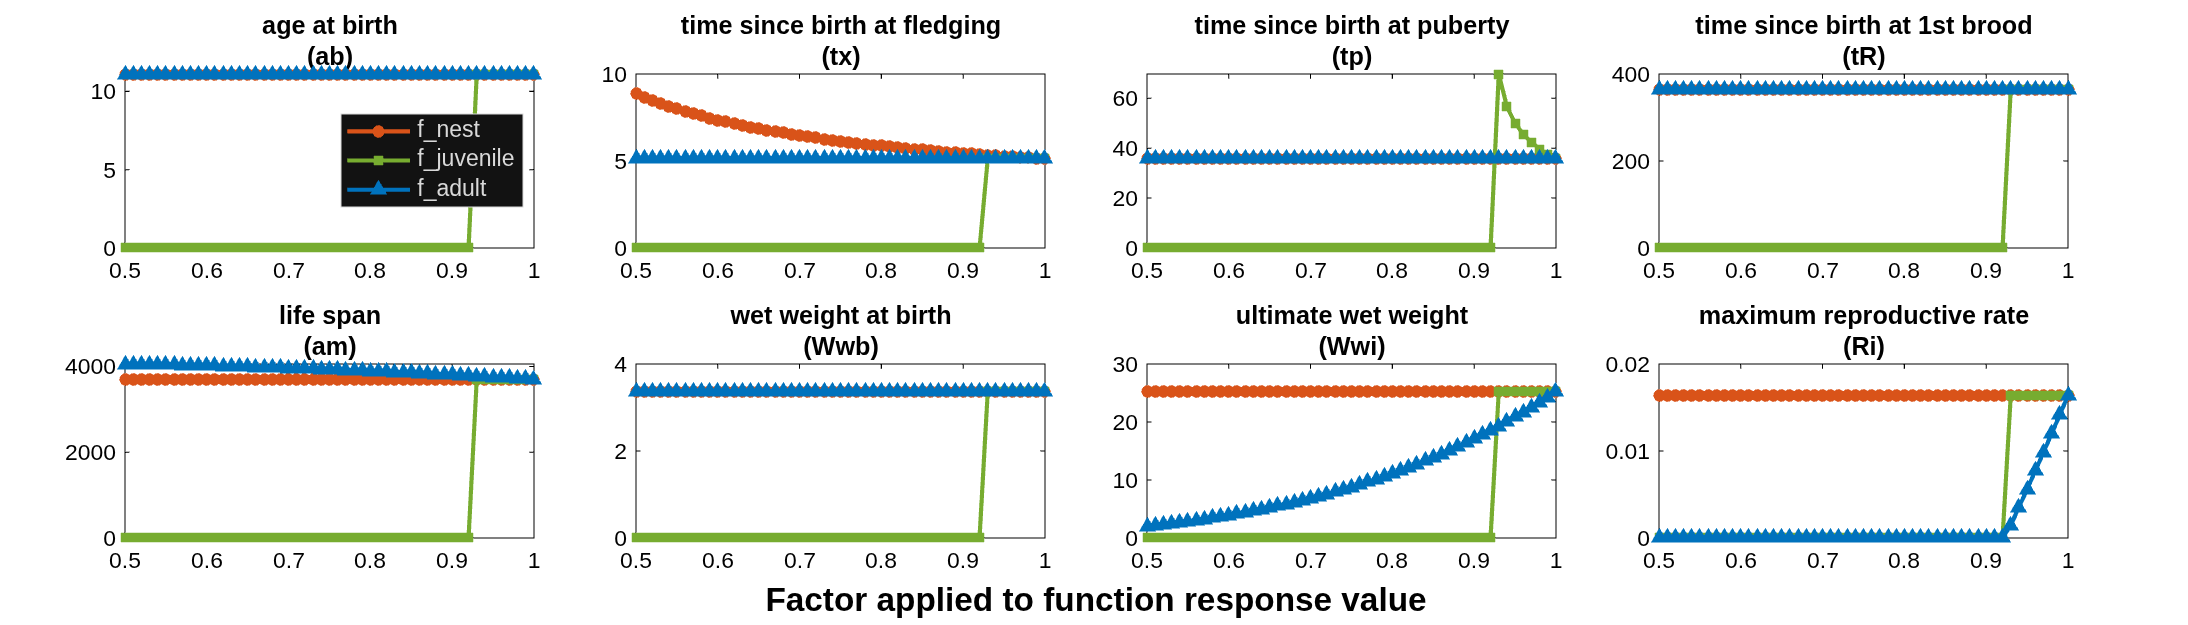 age at birth
(ab)
10
5
0
0.5 0.6 0.7 0.8 0.9 1
f_nest
f_juvenile
f_adult
time since birth at fledging
(tx)
10
5
0
0.5 0.6 0.7 0.8 0.9 1
time since birth at puberty
(tp)
60
40
20
0
0.5 0.6 0.7 0.8 0.9 1
time since birth at 1st brood
(tR)
400
200
0
0.5 0.6 0.7 0.8 0.9 1
life span
(am)
4000
2000
0
0.5 0.6 0.7 0.8 0.9 1
wet weight at birth
(Wwb)
4
2
0
0.5 0.6 0.7 0.8 0.9 1
ultimate wet weight
(Wwi)
30
20
10
0
0.5 0.6 0.7 0.8 0.9 1
maximum reproductive rate
(Ri)
0.02
0.01
0
0.5 0.6 0.7 0.8 0.9 1
Factor applied to function response value